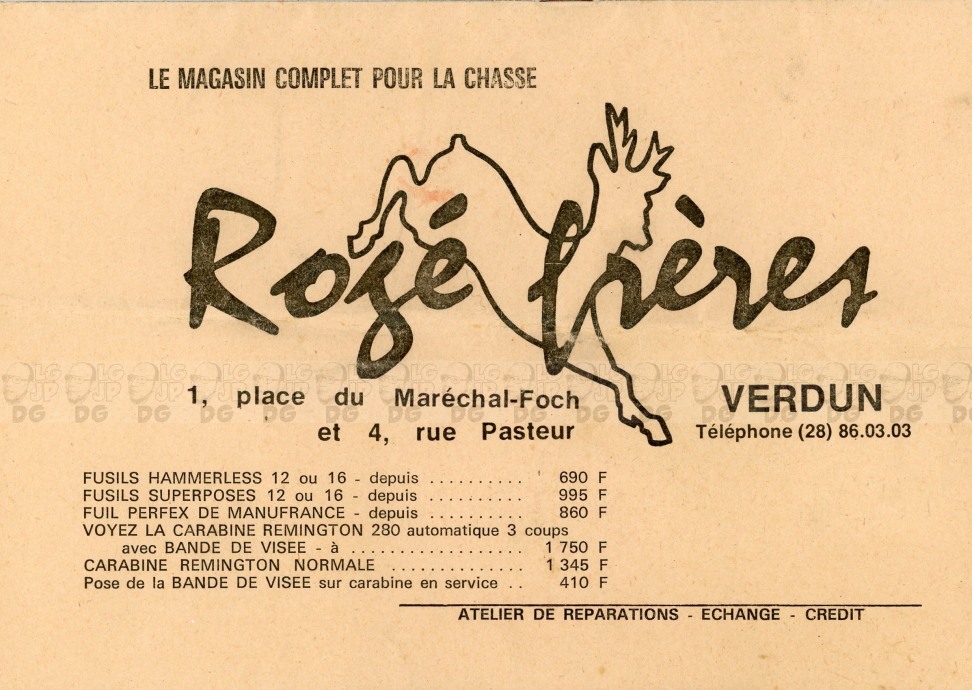 LE MAGASIN COMPLET POUR LA CHASSE
Rozé frères
1, place du Maréchal-Foch
et 4, rue Pasteur
VERDUN
Téléphone (28) 86.03.03
FUSILS HAMMERLESS 12 ou 16 - depuis .......... 690 F
FUSILS SUPERPOSES 12 ou 16 - depuis .......... 995 F
FUIL PERFEX DE MANUFRANCE - depuis .......... 860 F
VOYEZ LA CARABINE REMINGTON 280 automatique 3 coups
avec BANDE DE VISEE - à .................. 1 750 F
CARABINE REMINGTON NORMALE .............. 1 345 F
Pose de la BANDE DE VISEE sur carabine en service .. 410 F
ATELIER DE REPARATIONS - ECHANGE - CREDIT